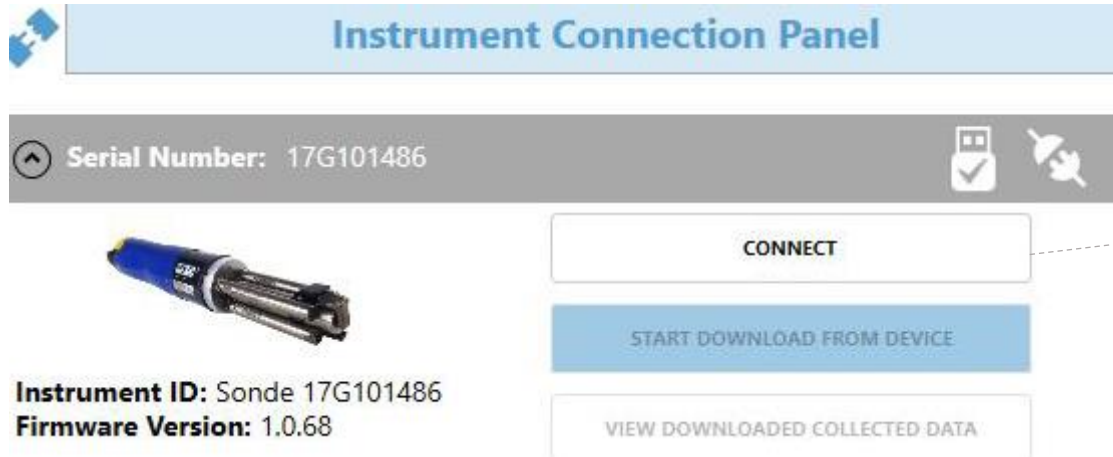 Instrument Connection Panel
Serial Number: 17G101486
CONNECT
START DOWNLOAD FROM DEVICE
Instrument ID: Sonde 17G101486
Firmware Version: 1.0.68
VIEW DOWNLOADED COLLECTED DATA